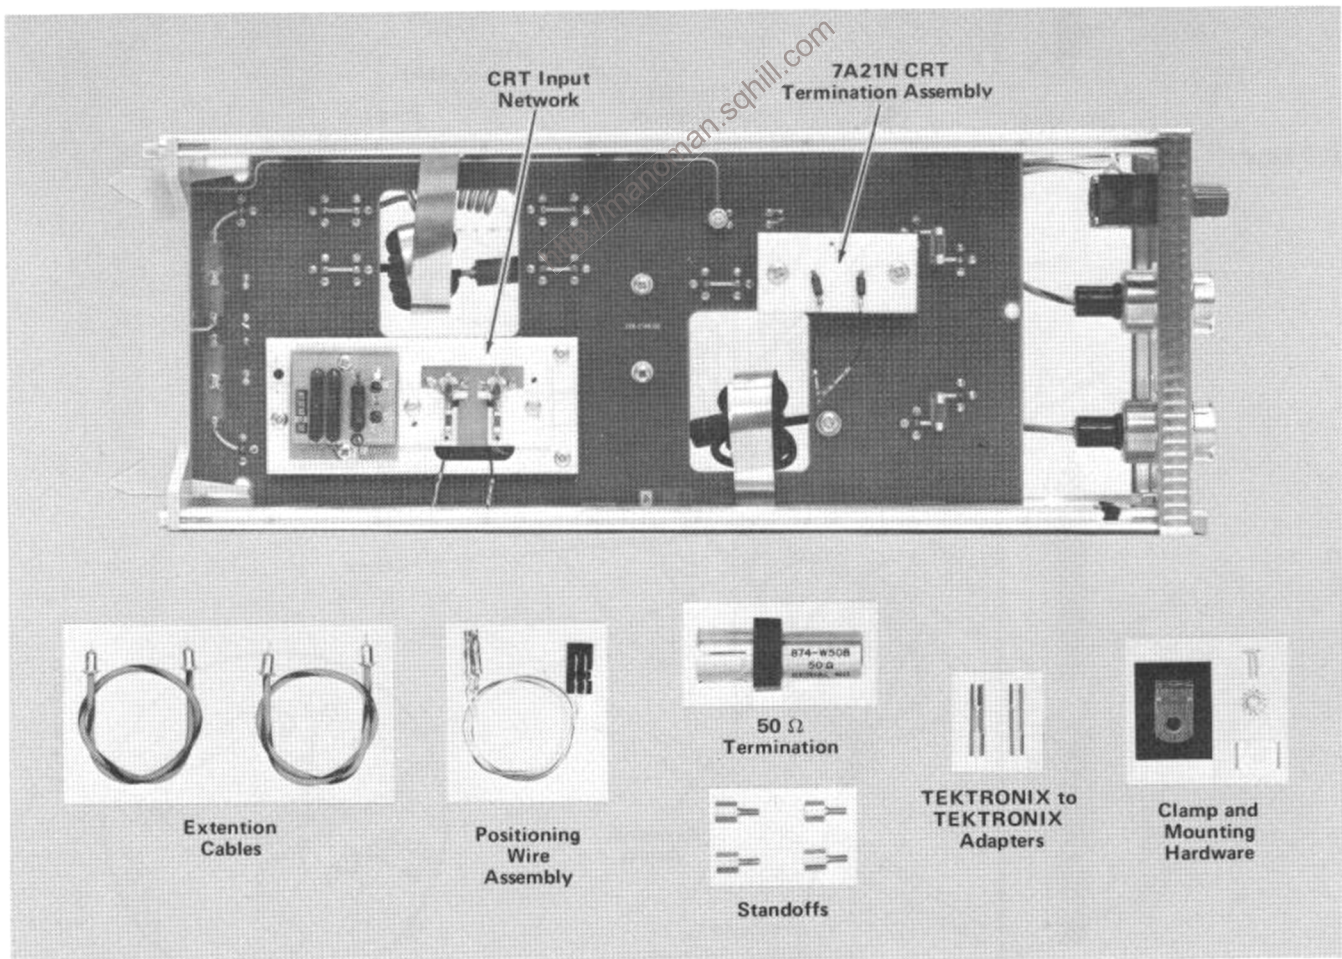 CRT Input
Network
7A21N CRT
Termination Assembly
http://manoman.sqhill.com
874-W50B
50 Ω
50 Ω
Termination
Extention
Cables
Positioning
Wire
Assembly
Standoffs
TEKTRONIX to
TEKTRONIX
Adapters
Clamp and
Mounting
Hardware